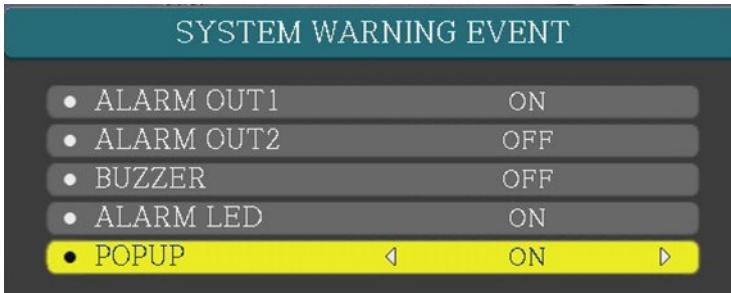 SYSTEM WARNING EVENT
ALARM OUT1 ON
ALARM OUT2 OFF
BUZZER OFF
ALARM LED ON
POPUP ON